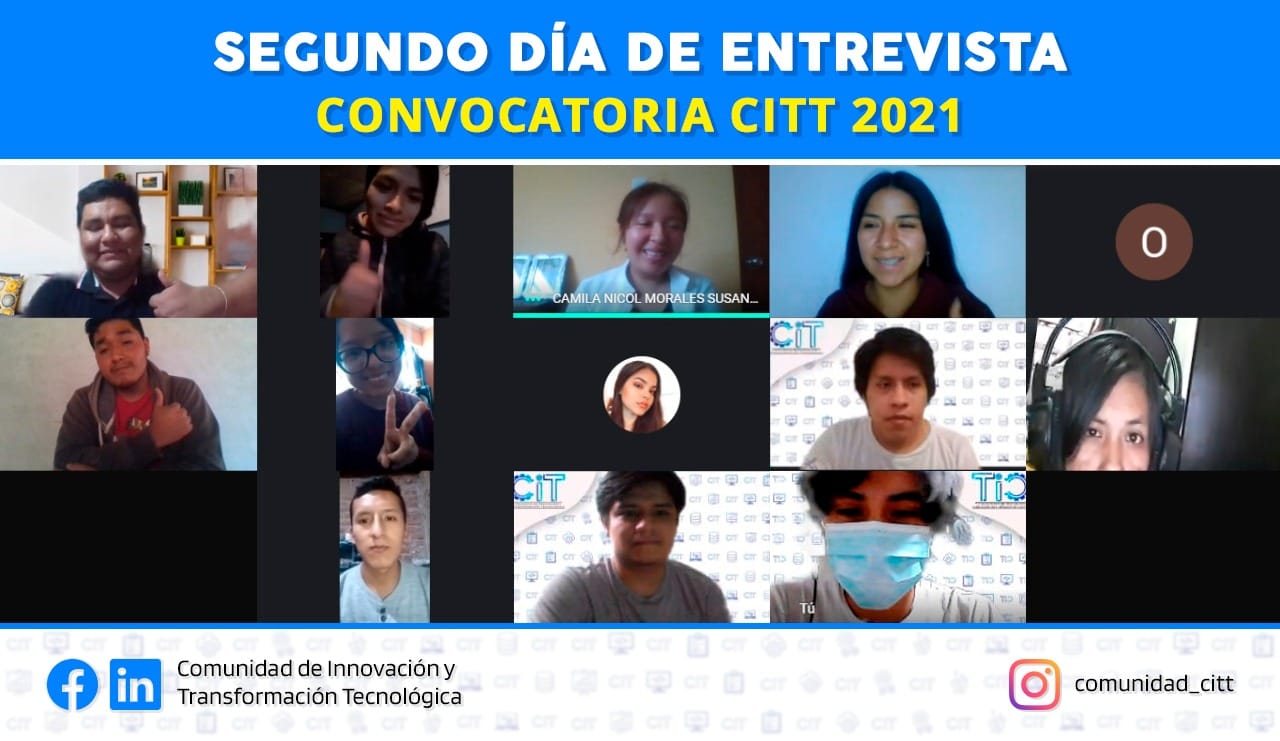 SEGUNDO DÍA DE ENTREVISTA
CONVOCATORIA CITT 2021
O
CAMILA NICOL MORALES SUSAN...
CiT
CiT
TiC
Tú
Comunidad de Innovación y
Transformación Tecnológica
comunidad_citt